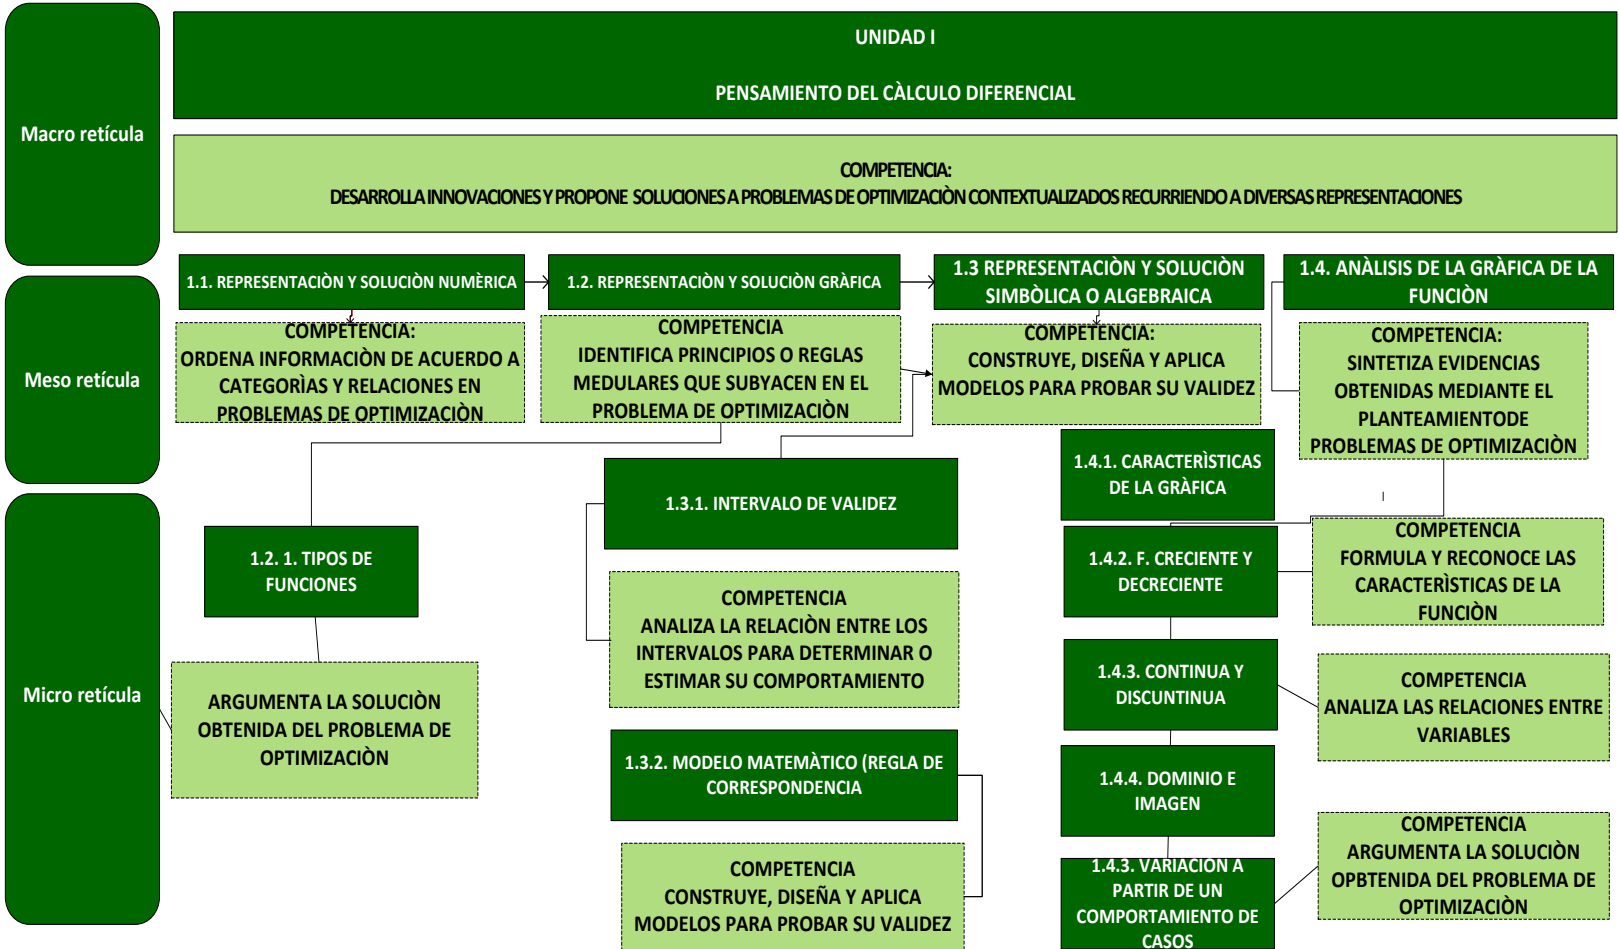 UNIDAD I
PENSAMIENTO DEL CÀLCULO DIFERENCIAL
Macro retícula
COMPETENCIA:
DESARROLLA INNOVACIONES Y PROPONE SOLUCIONES A PROBLEMAS DE OPTIMIZACIÒN CONTEXTUALIZADOS RECURRIENDO A DIVERSAS REPRESENTACIONES
Meso retícula
1.1. REPRESENTACIÒN Y SOLUCIÒN NUMÈRICA
1.2. REPRESENTACIÒN Y SOLUCIÒN GRÀFICA
1.3 REPRESENTACIÒN Y SOLUCIÒN
SIMBÒLICA O ALGEBRAICA
1.4. ANÀLISIS DE LA GRÀFICA DE LA
FUNCIÒN
COMPETENCIA:
ORDENA INFORMACIÒN DE ACUERDO A
CATEGORÌAS Y RELACIONES EN
PROBLEMAS DE OPTIMIZACIÒN
COMPETENCIA
IDENTIFICA PRINCIPIOS O REGLAS
MEDULARES QUE SUBYACEN EN EL
PROBLEMA DE OPTIMIZACIÒN
COMPETENCIA:
CONSTRUYE, DISEÑA Y APLICA
MODELOS PARA PROBAR SU VALIDEZ
COMPETENCIA:
SINTETIZA EVIDENCIAS
OBTENIDAS MEDIANTE EL
PLANTEAMIENTODE
PROBLEMAS DE OPTIMIZACIÒN
Micro retícula
1.2. 1. TIPOS DE
FUNCIONES
ARGUMENTA LA SOLUCIÒN
OBTENIDA DEL PROBLEMA DE
OPTIMIZACIÒN
1.3.1. INTERVALO DE VALIDEZ
COMPETENCIA
ANALIZA LA RELACIÒN ENTRE LOS
INTERVALOS PARA DETERMINAR O
ESTIMAR SU COMPORTAMIENTO
1.3.2. MODELO MATEMÀTICO (REGLA DE
CORRESPONDENCIA
COMPETENCIA
CONSTRUYE, DISEÑA Y APLICA
MODELOS PARA PROBAR SU VALIDEZ
1.4.1. CARACTERÌSTICAS
DE LA GRÀFICA
1.4.2. F. CRECIENTE Y
DECRECIENTE
COMPETENCIA
FORMULA Y RECONOCE LAS
CARACTERÌSTICAS DE LA
FUNCIÒN
1.4.3. CONTINUA Y
DISCUNTINUA
COMPETENCIA
ANALIZA LAS RELACIONES ENTRE
VARIABLES
1.4.4. DOMINIO E
IMAGEN
1.4.3. VARIACIÒN A
PARTIR DE UN
COMPORTAMIENTO DE
CASOS
COMPETENCIA
ARGUMENTA LA SOLUCIÒN
OPBTENIDA DEL PROBLEMA DE
OPTIMIZACIÒN